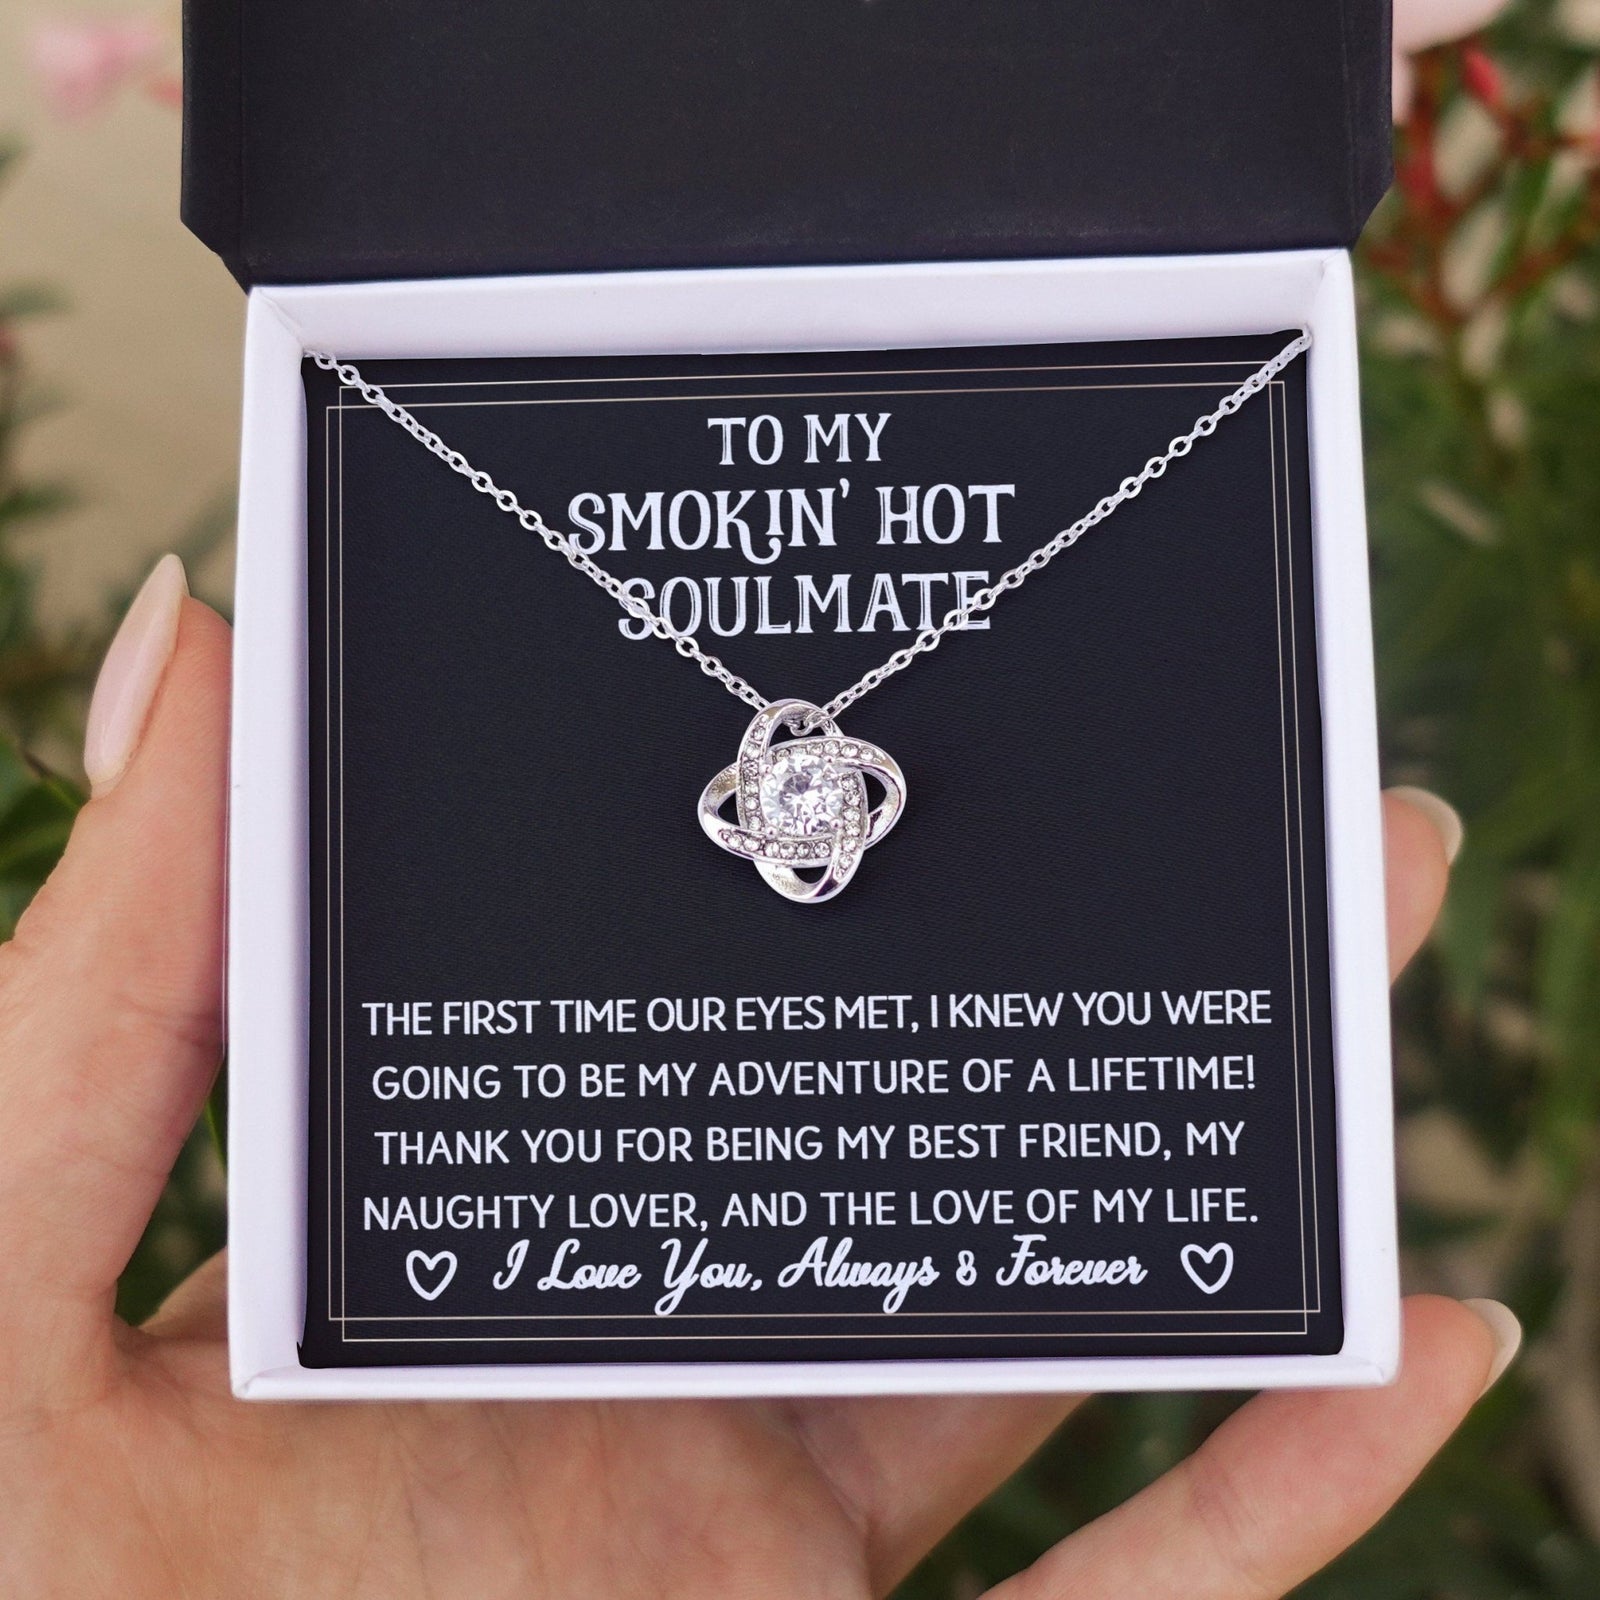 TO MY
SMOKIN' HOT
SOULMATE
THE FIRST TIME OUR EYES MET, I KNEW YOU WERE
GOING TO BE MY ADVENTURE OF A LIFETIME!
THANK YOU FOR BEING MY BEST FRIEND, MY
NAUGHTY LOVER, AND THE LOVE OF MY LIFE.
I Love You, Always & Forever